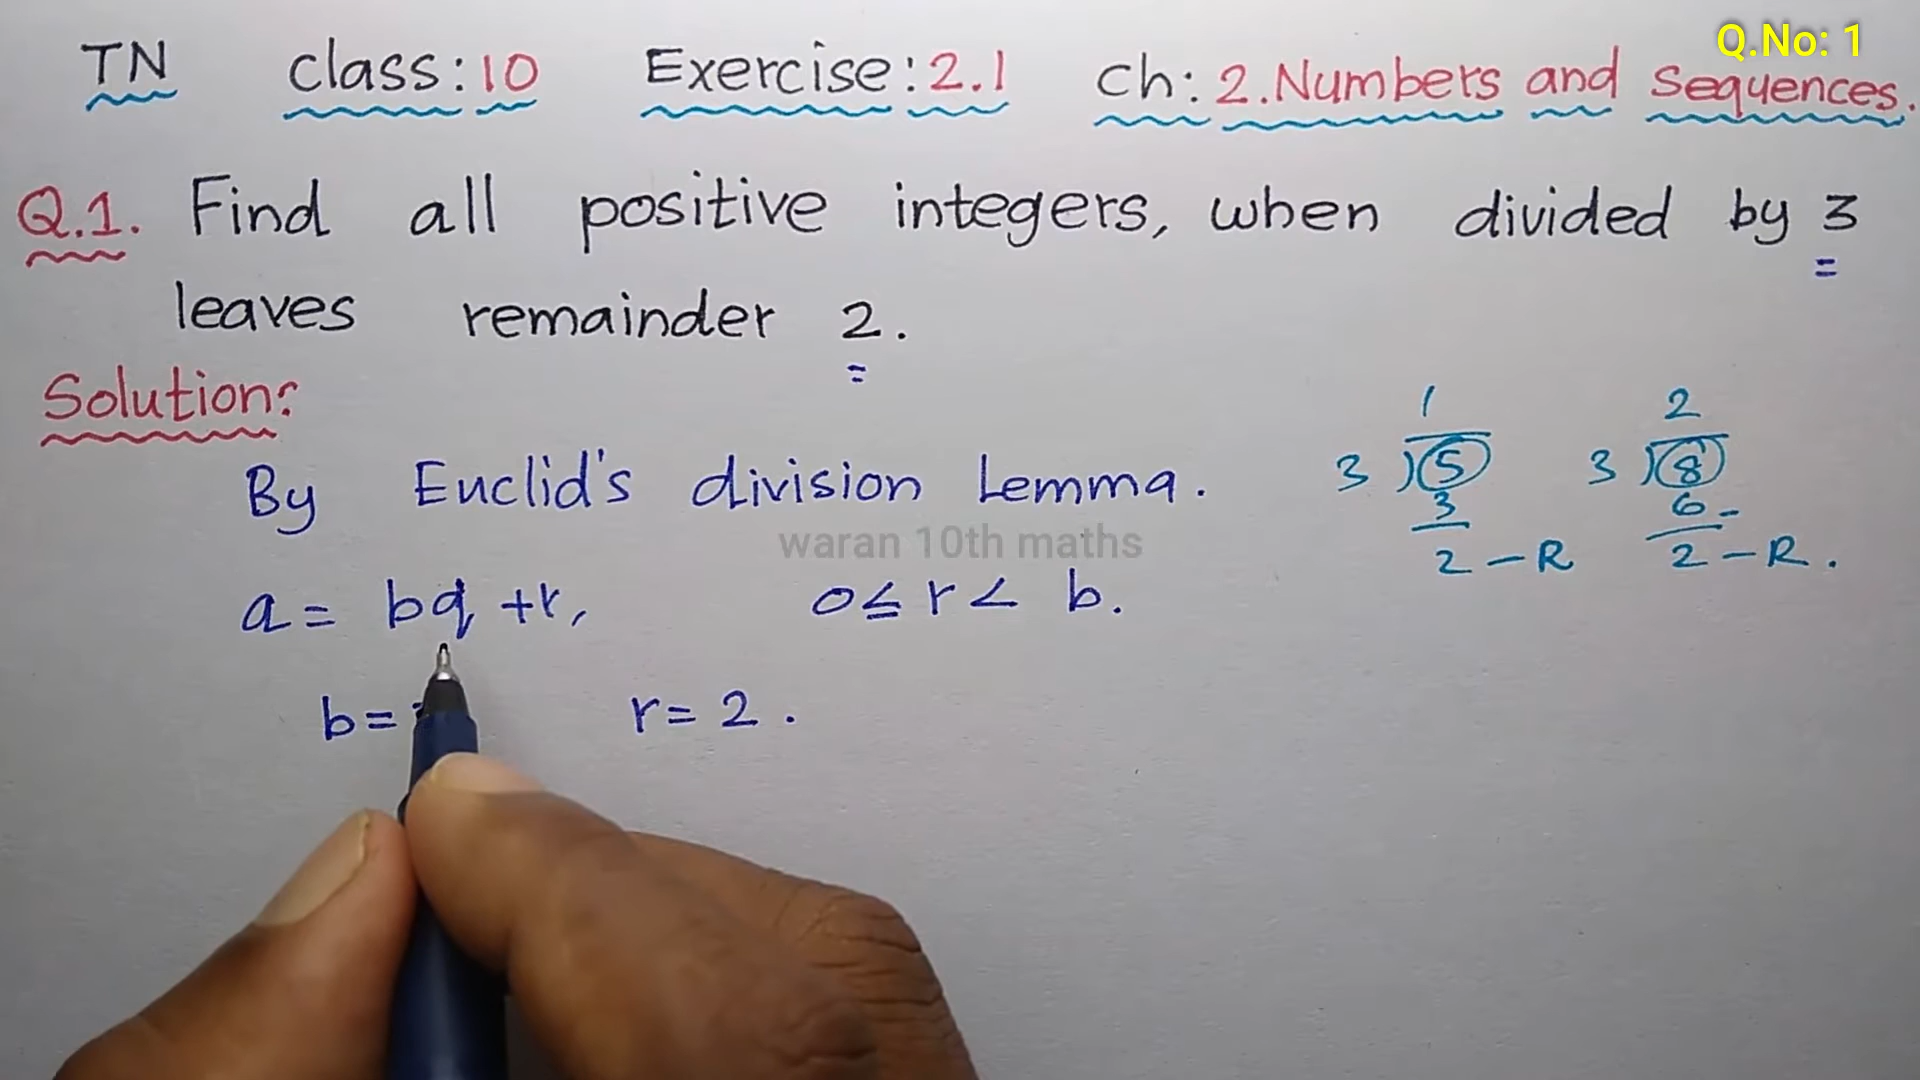 Q.No: 1
TN class:10 Exercise:2.1 Ch: 2.Numbers and Sequences.
Q.1. Find all positive integers, when divided by 3
leaves remainder 2.
Solution:
By Euclid's division Lemma.
waran 10th maths
a = bq +r, 0≤ r < b.
b= r= 2.
1
3 ) 5
3
2 - R
2
3 ) 8
6 -
2 - R.